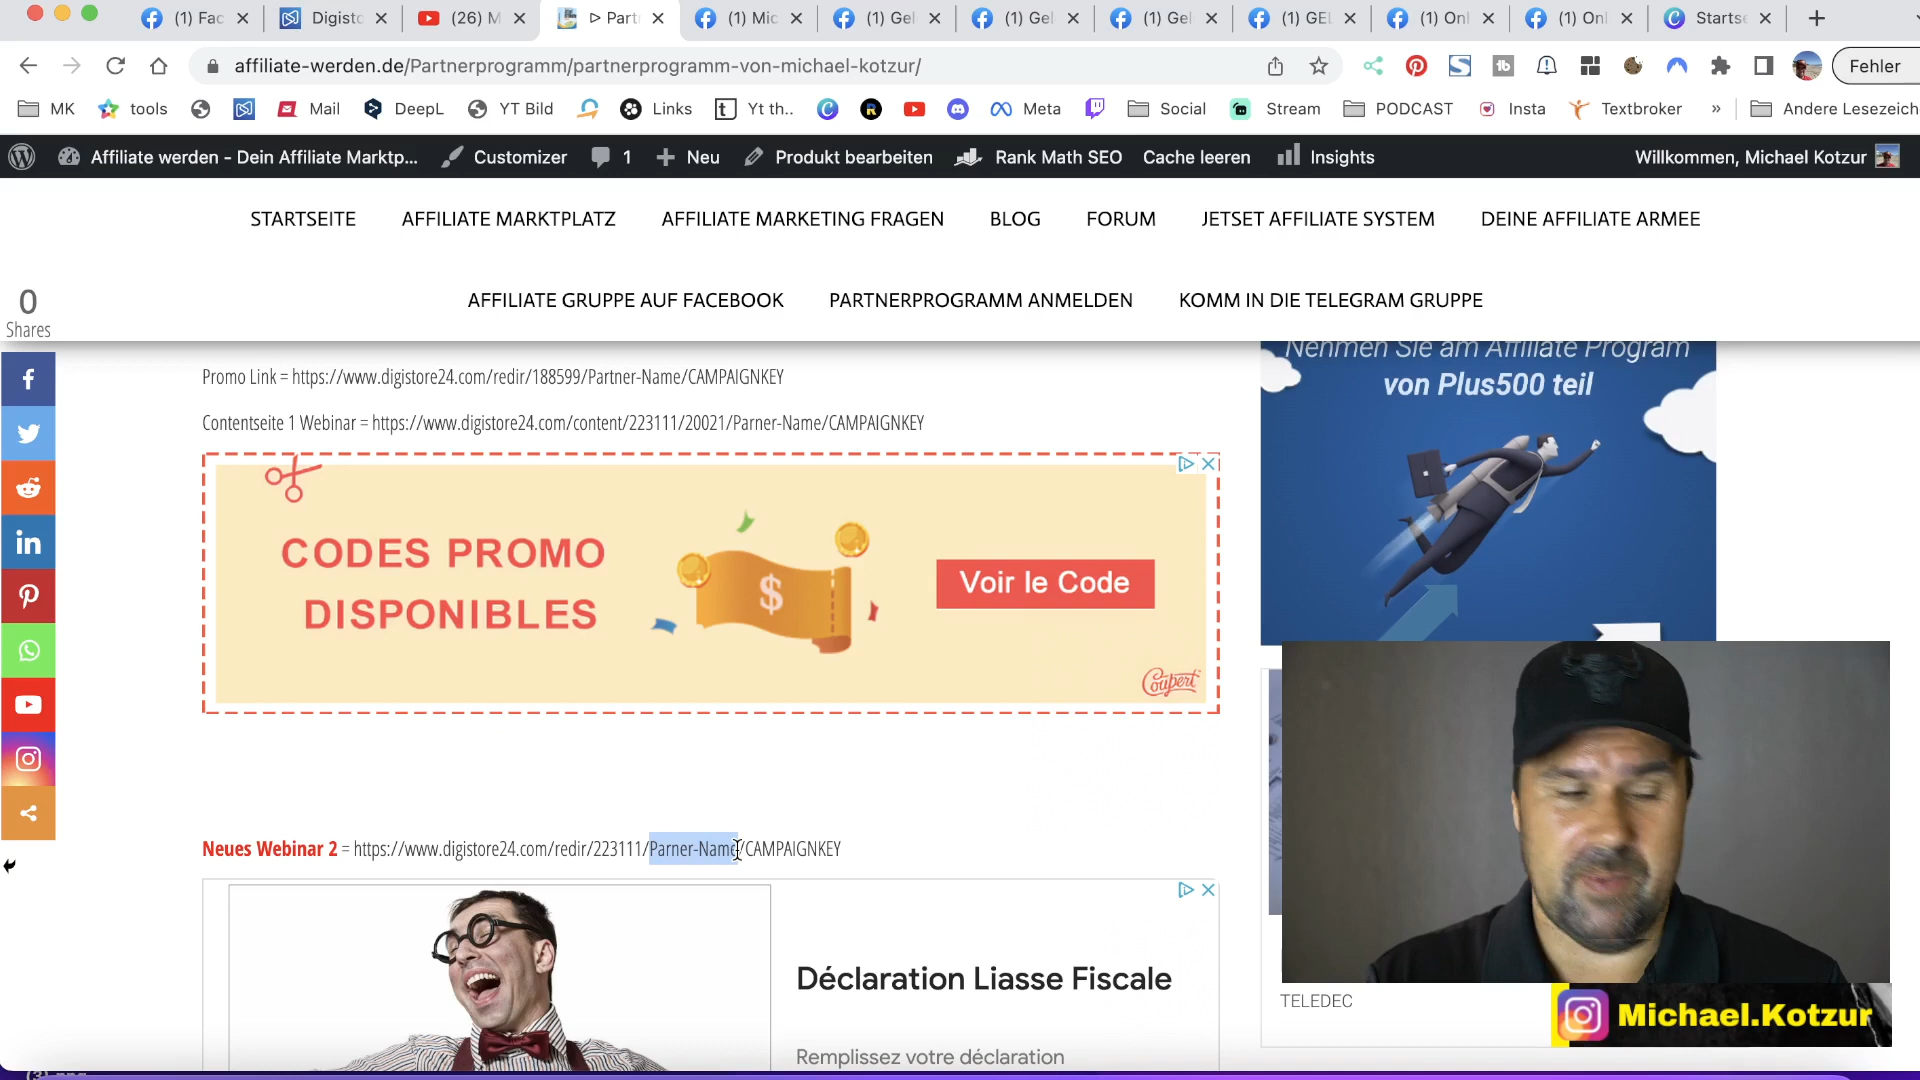 (1) Fac
Digisto
(26) M
▷ Part
(1) Mic
(1) Gel
(1) Gel
(1) Gel
(1) GEL
(1) Onl
(1) Onl
Startse
affiliate-werden.de/Partnerprogramm/partnerprogramm-von-michael-kotzur/
Fehler
MK
tools
Mail
DeepL
YT Bild
Links
Yt th..
Meta
Social
Stream
PODCAST
Insta
Textbroker
»
Andere Lesezeich
Affiliate werden - Dein Affiliate Marktp...
Customizer
1
Neu
Produkt bearbeiten
Rank Math SEO
Cache leeren
Insights
Willkommen, Michael Kotzur
STARTSEITE
AFFILIATE MARKTPLATZ
AFFILIATE MARKETING FRAGEN
BLOG
FORUM
JETSET AFFILIATE SYSTEM
DEINE AFFILIATE ARMEE
AFFILIATE GRUPPE AUF FACEBOOK
PARTNERPROGRAMM ANMELDEN
KOMM IN DIE TELEGRAM GRUPPE
0
Shares
Promo Link = https://www.digistore24.com/redir/188599/Partner-Name/CAMPAIGNKEY
Contentseite 1 Webinar = https://www.digistore24.com/content/223111/20021/Parner-Name/CAMPAIGNKEY
Nehmen Sie am Affiliate Program
von Plus500 teil
CODES PROMO
DISPONIBLES
$
Voir le Code
Coupert
Neues Webinar 2 = https://www.digistore24.com/redir/223111/Parner-Name/CAMPAIGNKEY
Déclaration Liasse Fiscale
Remplissez votre déclaration
TELEDEC
Michael.Kotzur